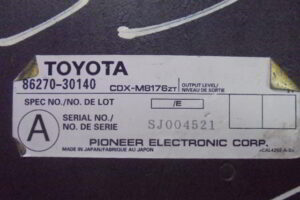 TOYOTA
86270-30140
CDX-M8176ZT
OUTPUT LEVEL/
NIVEAU DE SORTIE
SPEC NO./NO. DE LOT
/E
A
SERIAL NO./
NO. DE SERIE
SJ004521
PIONEER ELECTRONIC CORP.
MADE IN JAPAN/FABRIQUE AU JAPON